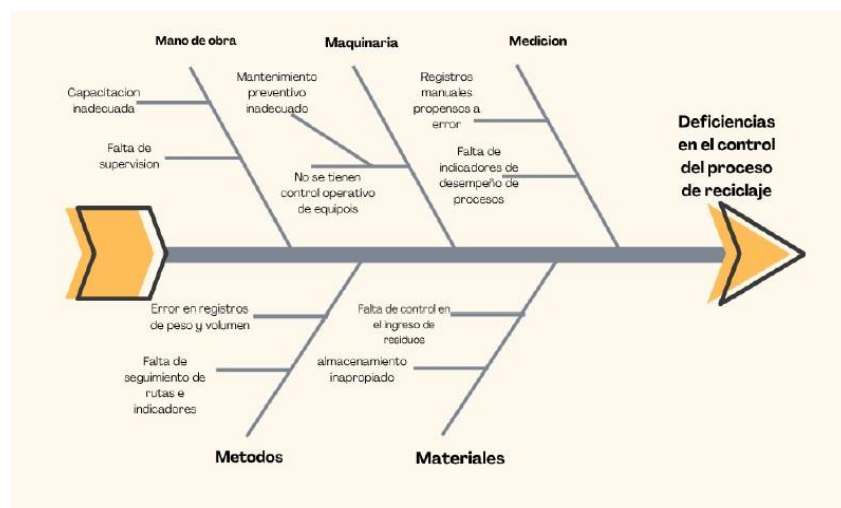 Mano de obra
Maquinaria
Medicion
Capacitacion
inadecuada
Falta de
supervision
Mantenimiento
preventivo
inadecuado
No se tienen
control operativo
de equipois
Registros
manuales
propensos a
error
Falta de
indicadores de
desempeño de
procesos
Deficiencias
en el control
del proceso
de reciclaje
Error en registros
de peso y volumen
Falta de
seguimiento de
rutas e
indicadores
Falta de control en
el ingreso de
residuos
almacenamiento
inapropiado
Metodos
Materiales